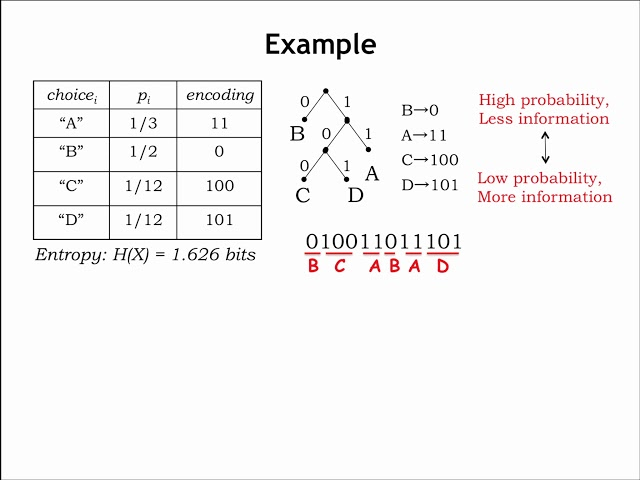 Example
choiceᵢ pᵢ encoding
“A” 1/3 11
“B” 1/2 0
“C” 1/12 100
“D” 1/12 101
Entropy: H(X) = 1.626 bits
0 1
B 0 1
0 1 A
C D
B→0
A→11
C→100
D→101
High probability,
Less information
Low probability,
More information
01001101​1101
B C A B A D